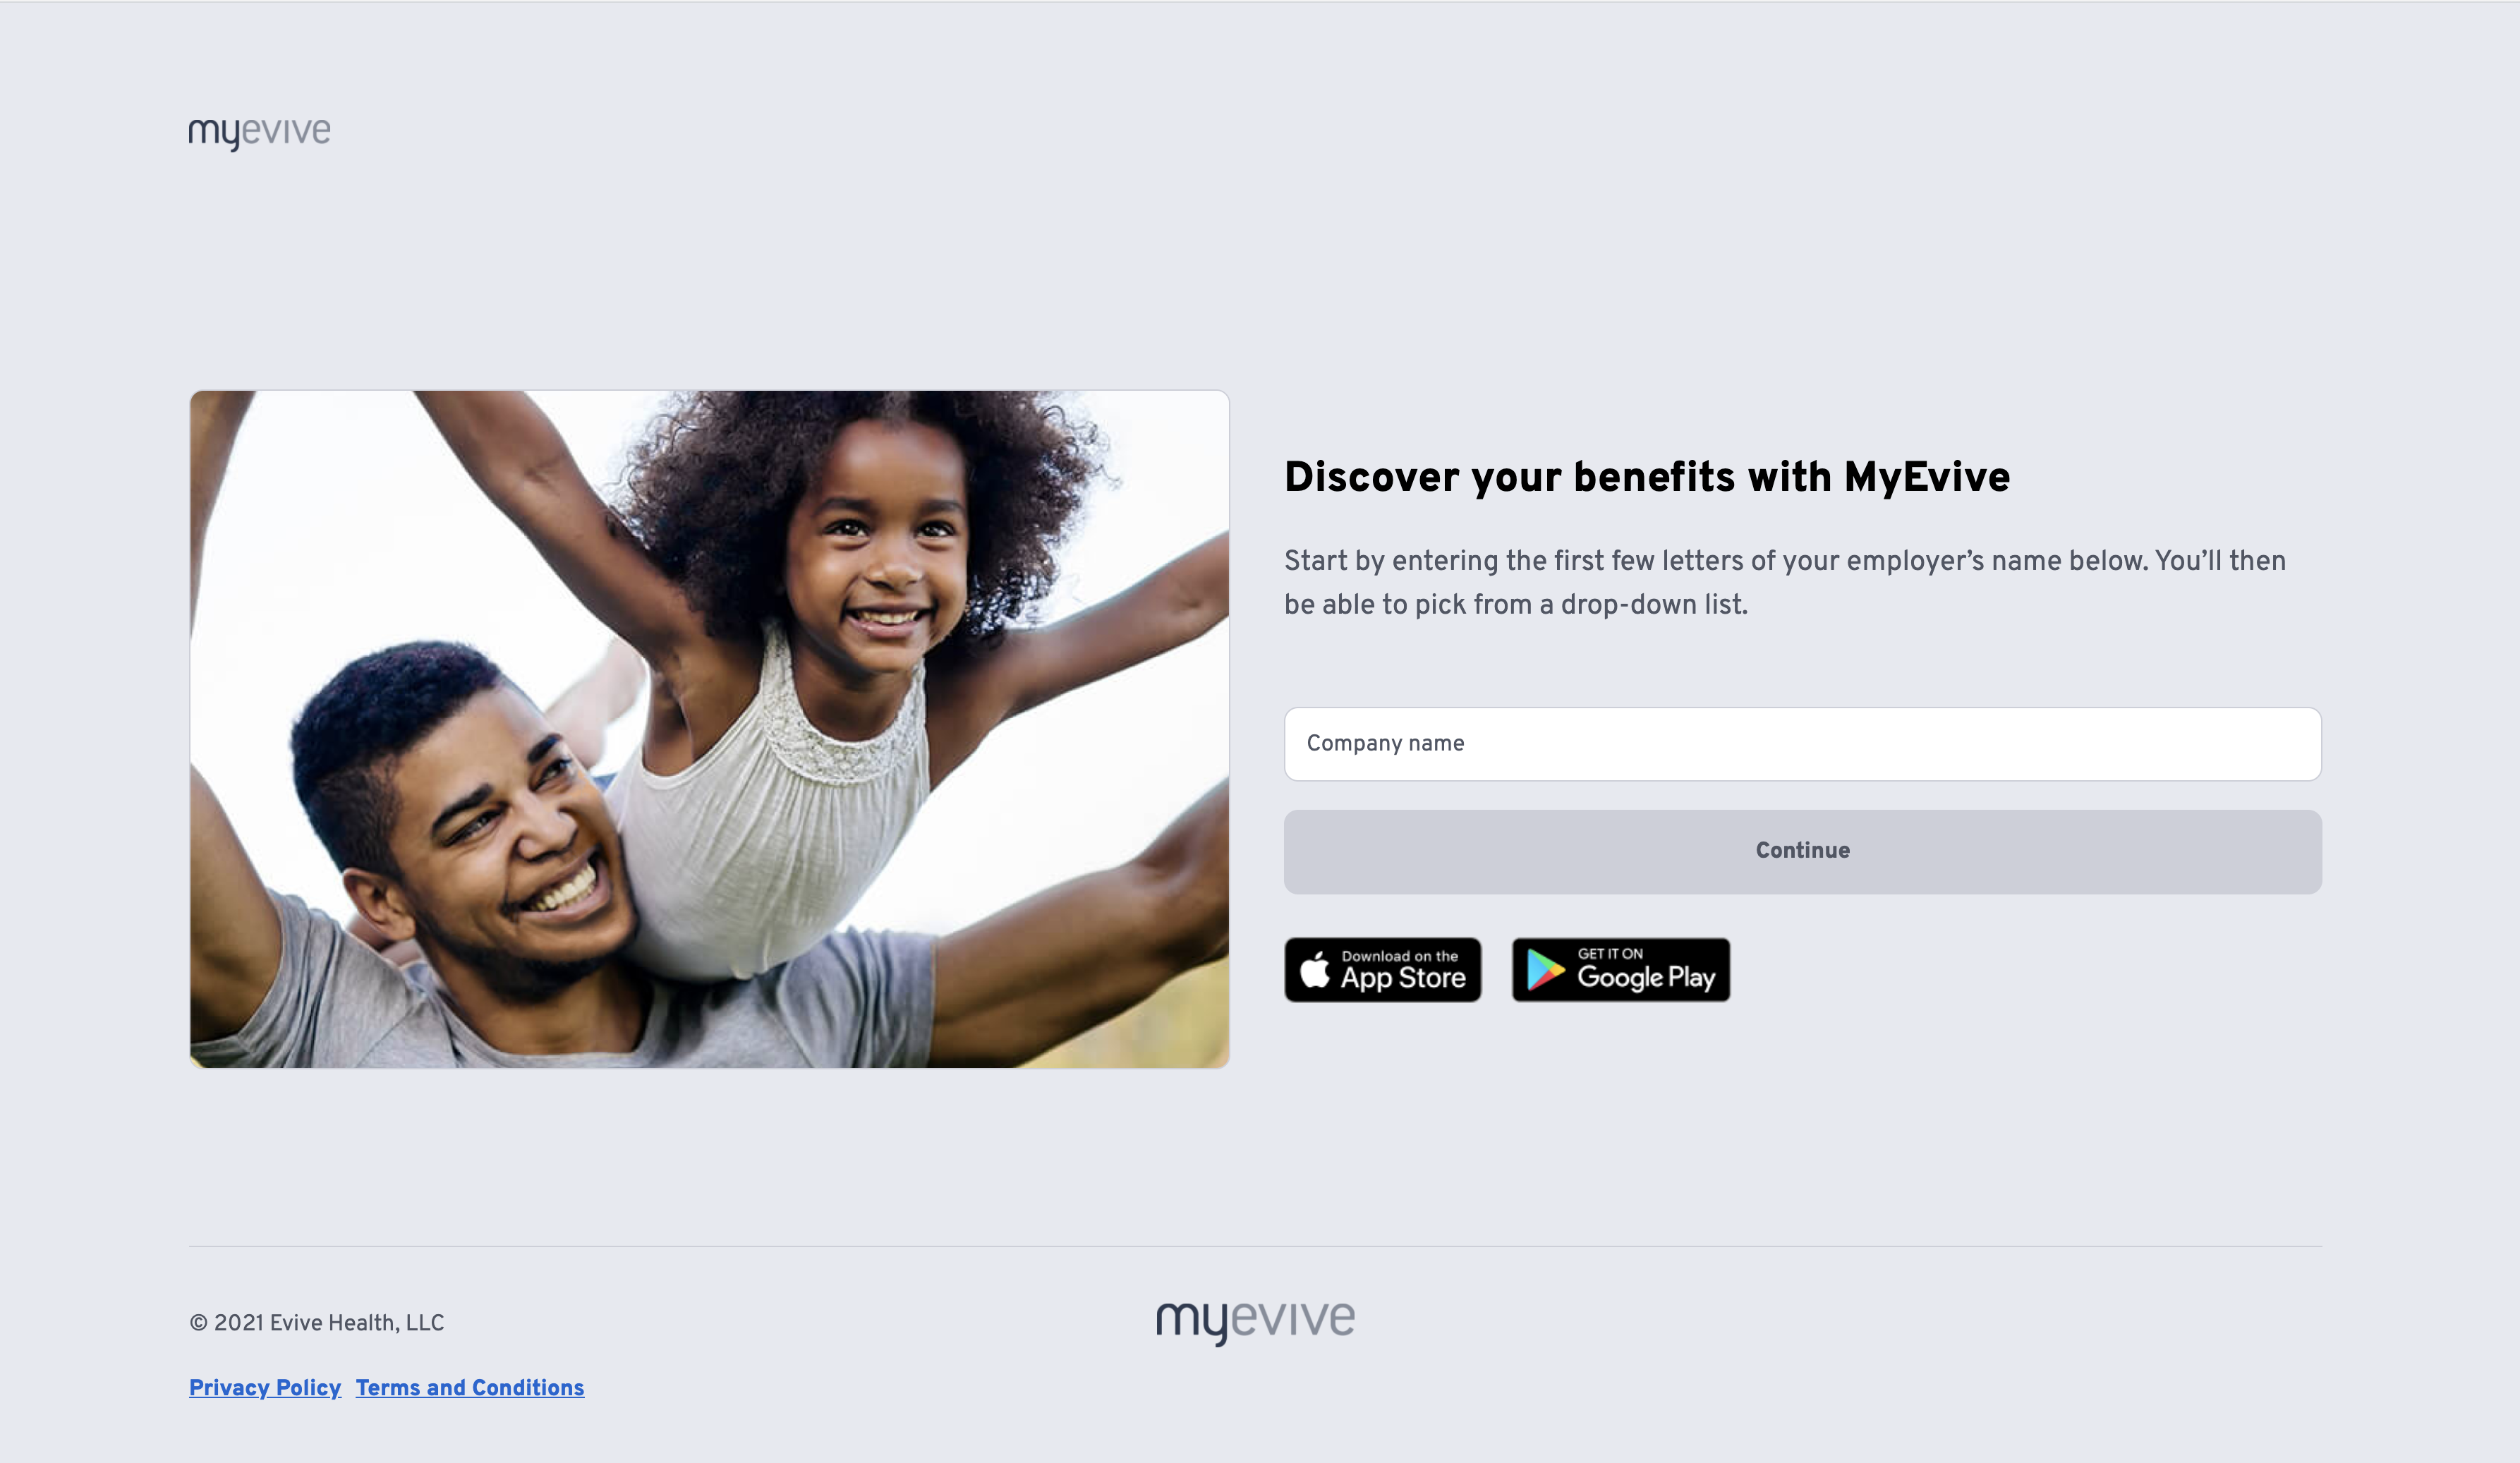 myevive
Discover your benefits with MyEvive
Start by entering the first few letters of your employer’s name below. You’ll then
be able to pick from a drop-down list.
Company name
Continue
Download on the
App Store
GET IT ON
Google Play
© 2021 Evive Health, LLC
myevive
Privacy Policy Terms and Conditions